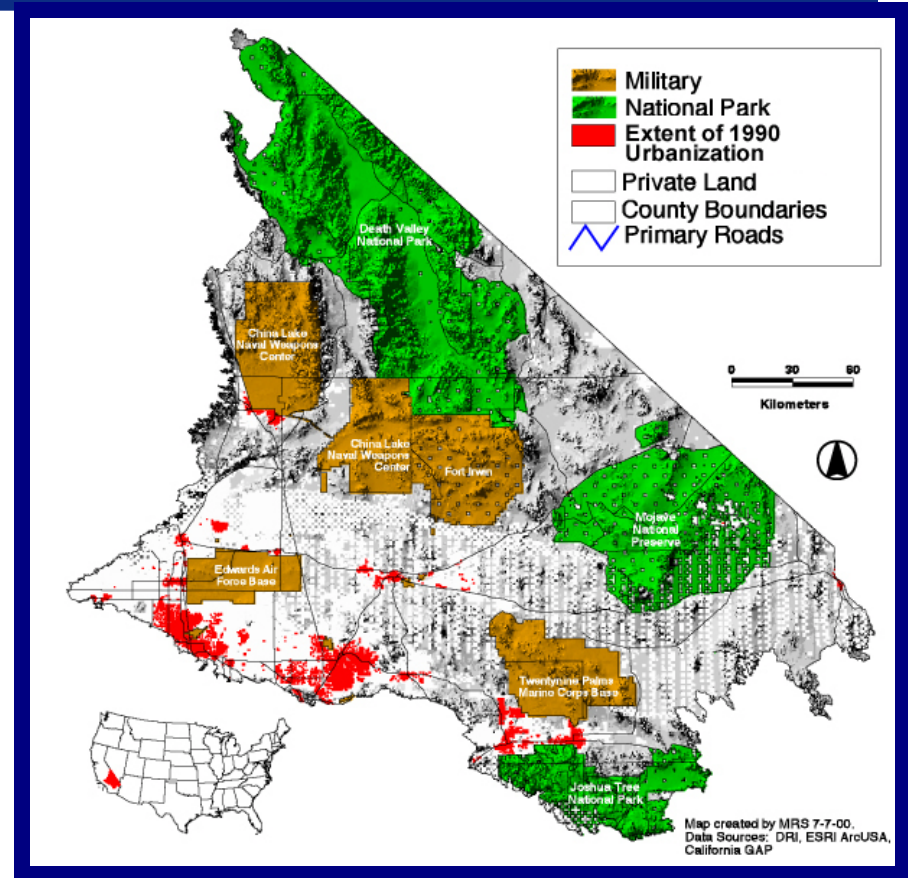 Military
National Park
Extent of 1990
Urbanization
Private Land
County Boundaries
Primary Roads
Death Valley
National Park
China Lake
Naval Weapons
Center
0 30 60
Kilometers
China Lake
Naval Weapons
Center
Fort Irwin
Mojave
National
Preserve
Edwards Air
Force Base
Twentynine Palms
Marine Corps Base
Joshua Tree
National Park
Map created by MRS 7-7-00.
Data Sources: DRI, ESRI ArcUSA,
California GAP